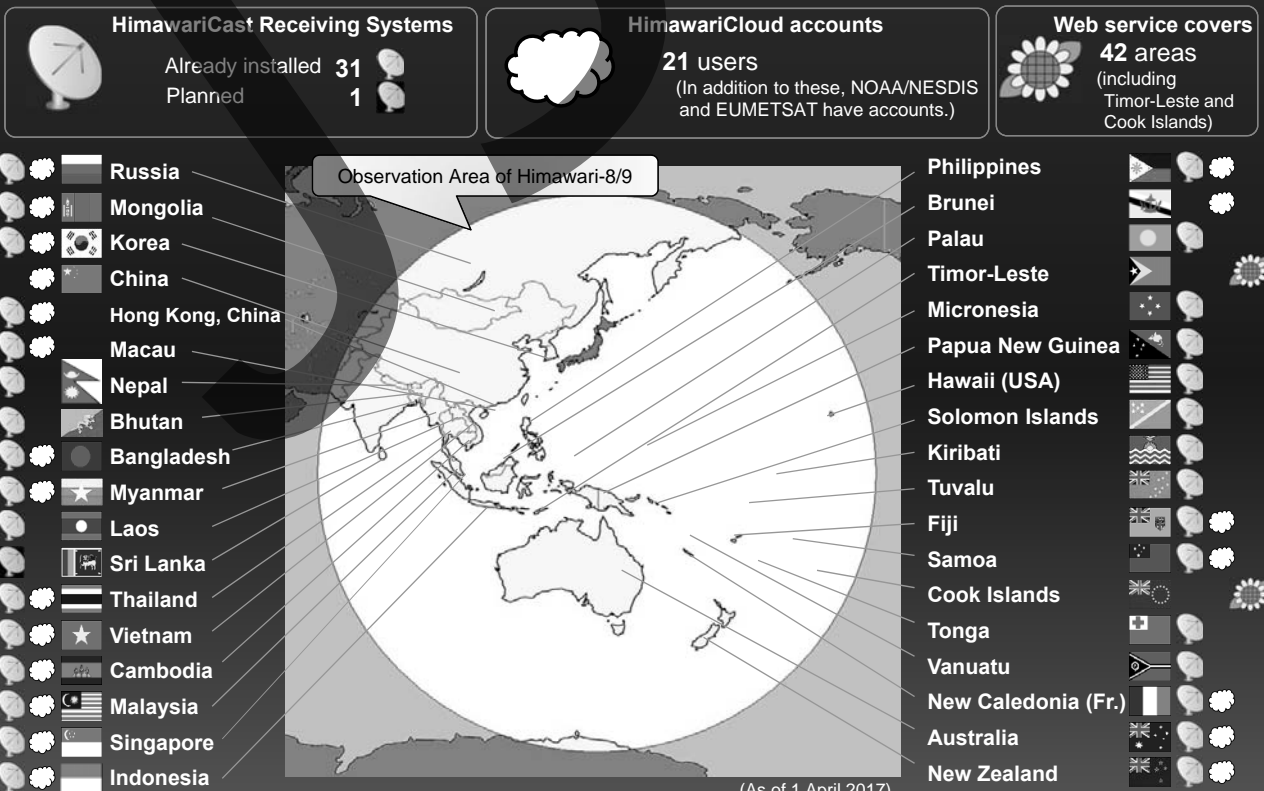 HimawariCast Receiving Systems
Already installed 31
Planned 1
HimawariCloud accounts
21 users
(In addition to these, NOAA/NESDIS
and EUMETSAT have accounts.)
Web service covers
42 areas
(including
Timor-Leste and
Cook Islands)
Observation Area of Himawari-8/9
Russia
Mongolia
Korea
China
Hong Kong, China
Macau
Nepal
Bhutan
Bangladesh
Myanmar
Laos
Sri Lanka
Thailand
Vietnam
Cambodia
Malaysia
Singapore
Indonesia
Philippines
Brunei
Palau
Timor-Leste
Micronesia
Papua New Guinea
Hawaii (USA)
Solomon Islands
Kiribati
Tuvalu
Fiji
Samoa
Cook Islands
Tonga
Vanuatu
New Caledonia (Fr.)
Australia
New Zealand
(As of 1 April 2017)